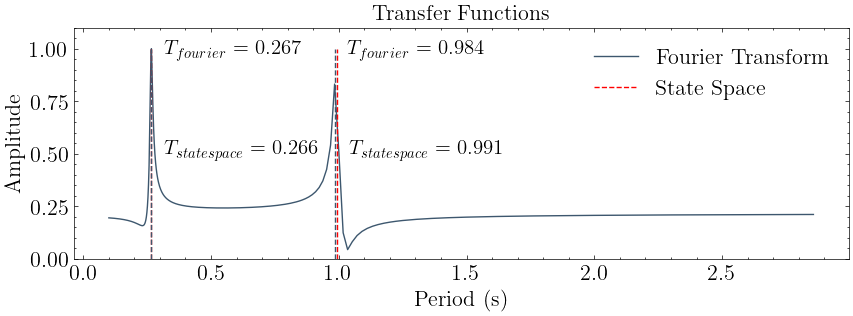 Transfer Functions
1.00
0.75
0.50
0.25
0.00
Amplitude
T_fourier = 0.267
T_fourier = 0.984
T_statespace = 0.266
T_statespace = 0.991
Fourier Transform
State Space
0.0 0.5 1.0 1.5 2.0 2.5
Period (s)